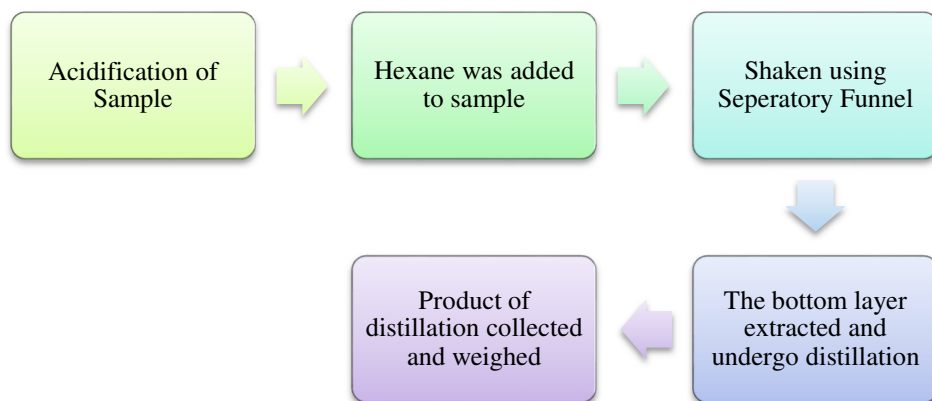 Acidification of
Sample
Hexane was added
to sample
Shaken using
Seperatory Funnel
The bottom layer
extracted and
undergo distillation
Product of
distillation collected
and weighed